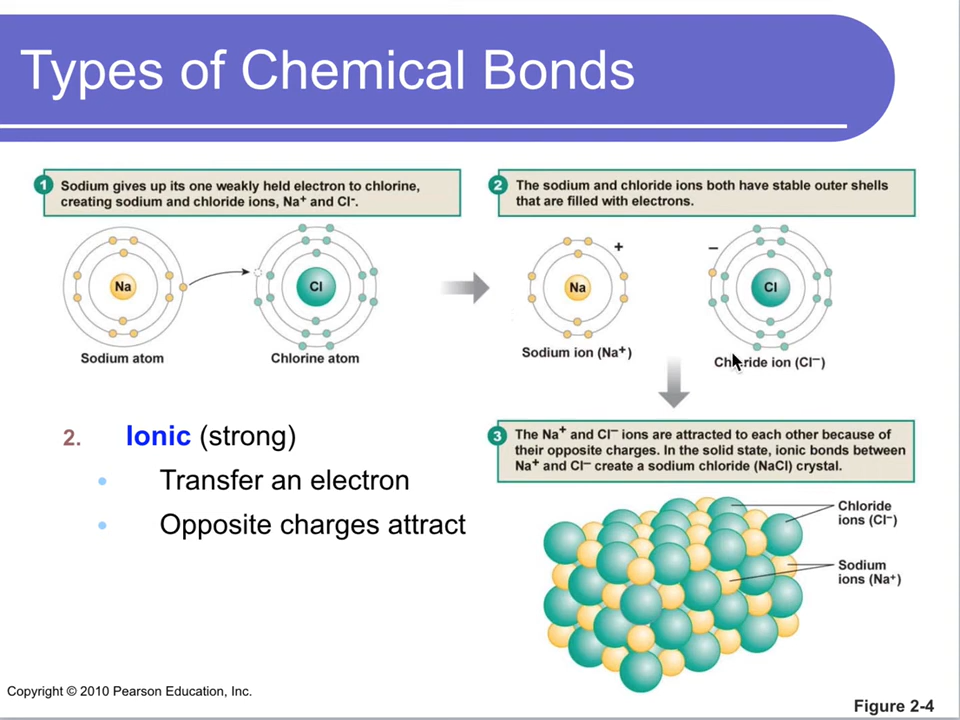 Types of Chemical Bonds
1 Sodium gives up its one weakly held electron to chlorine,
creating sodium and chloride ions, Na⁺ and Cl⁻.
2 The sodium and chloride ions both have stable outer shells
that are filled with electrons.
Na
Cl
Sodium atom
Chlorine atom
Na
+
Cl
−
Sodium ion (Na⁺)
Chloride ion (Cl⁻)
2. Ionic (strong)
• Transfer an electron
• Opposite charges attract
3 The Na⁺ and Cl⁻ ions are attracted to each other because of
their opposite charges. In the solid state, ionic bonds between
Na⁺ and Cl⁻ create a sodium chloride (NaCl) crystal.
Chloride
ions (Cl⁻)
Sodium
ions (Na⁺)
Copyright © 2010 Pearson Education, Inc.
Figure 2-4